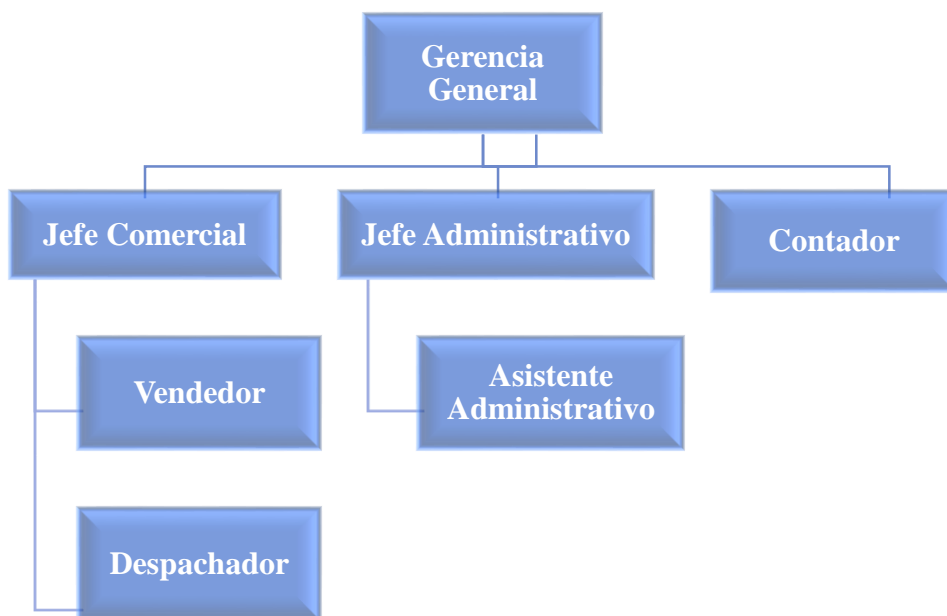 Gerencia
General
Jefe Comercial
Jefe Administrativo
Contador
Vendedor
Asistente
Administrativo
Despachador